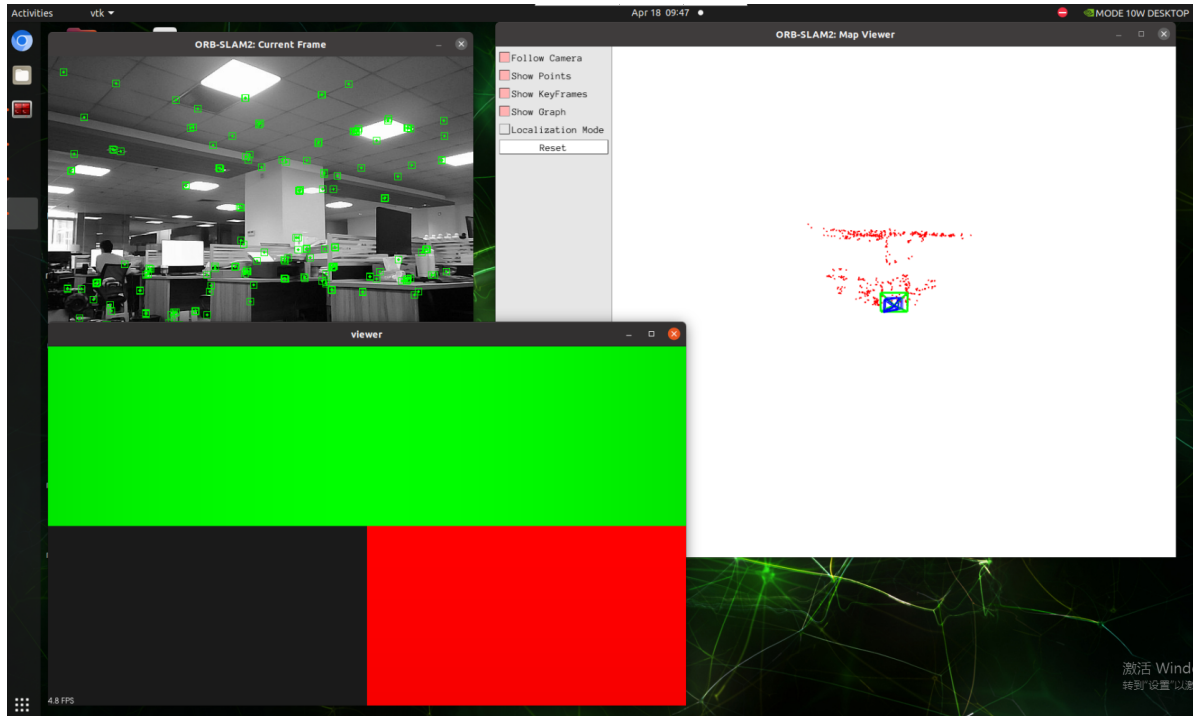 Activities
vtk
Apr 18 09:47
MODE 10W DESKTOP
ORB-SLAM2: Current Frame
ORB-SLAM2: Map Viewer
Follow Camera
Show Points
Show KeyFrames
Show Graph
Localization Mode
Reset
viewer
4.8 FPS
激活 Wind
转到"设置"以激